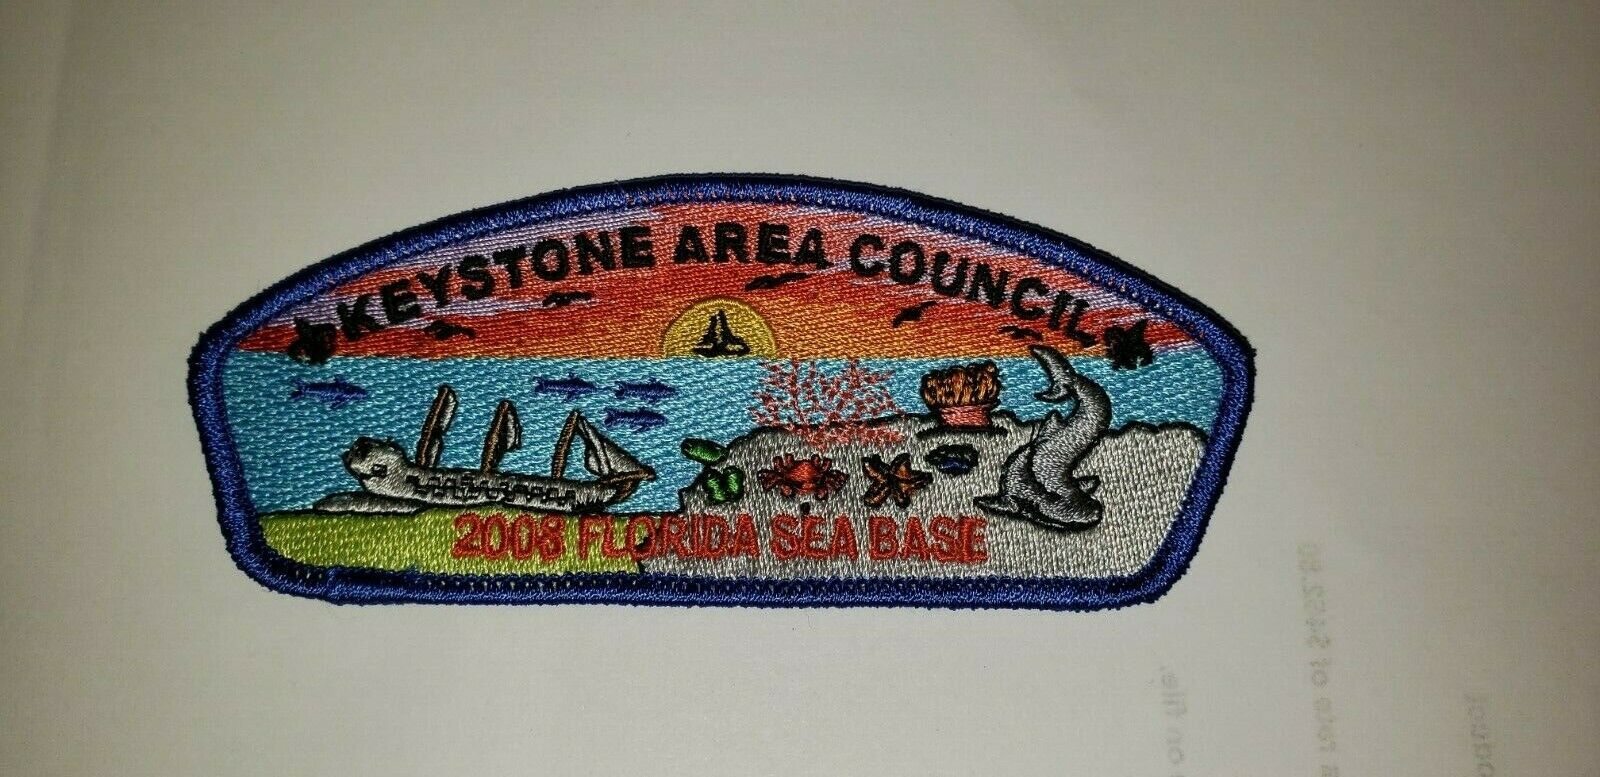 KEYSTONE AREA COUNCIL
2008 FLORIDA SEA BASE